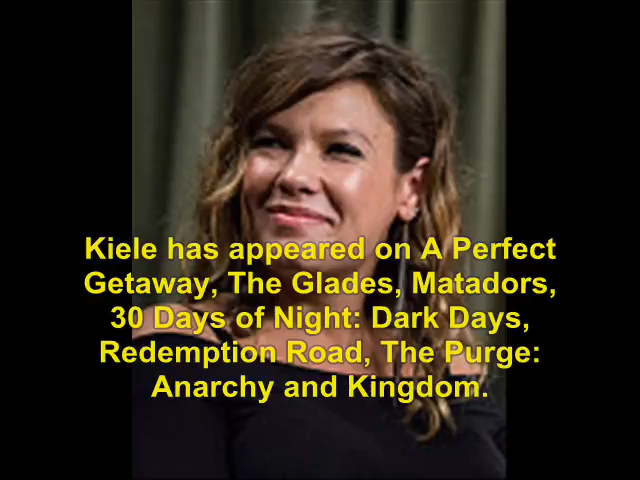 Kiele has appeared on A Perfect
Getaway, The Glades, Matadors,
30 Days of Night: Dark Days,
Redemption Road, The Purge:
Anarchy and Kingdom.